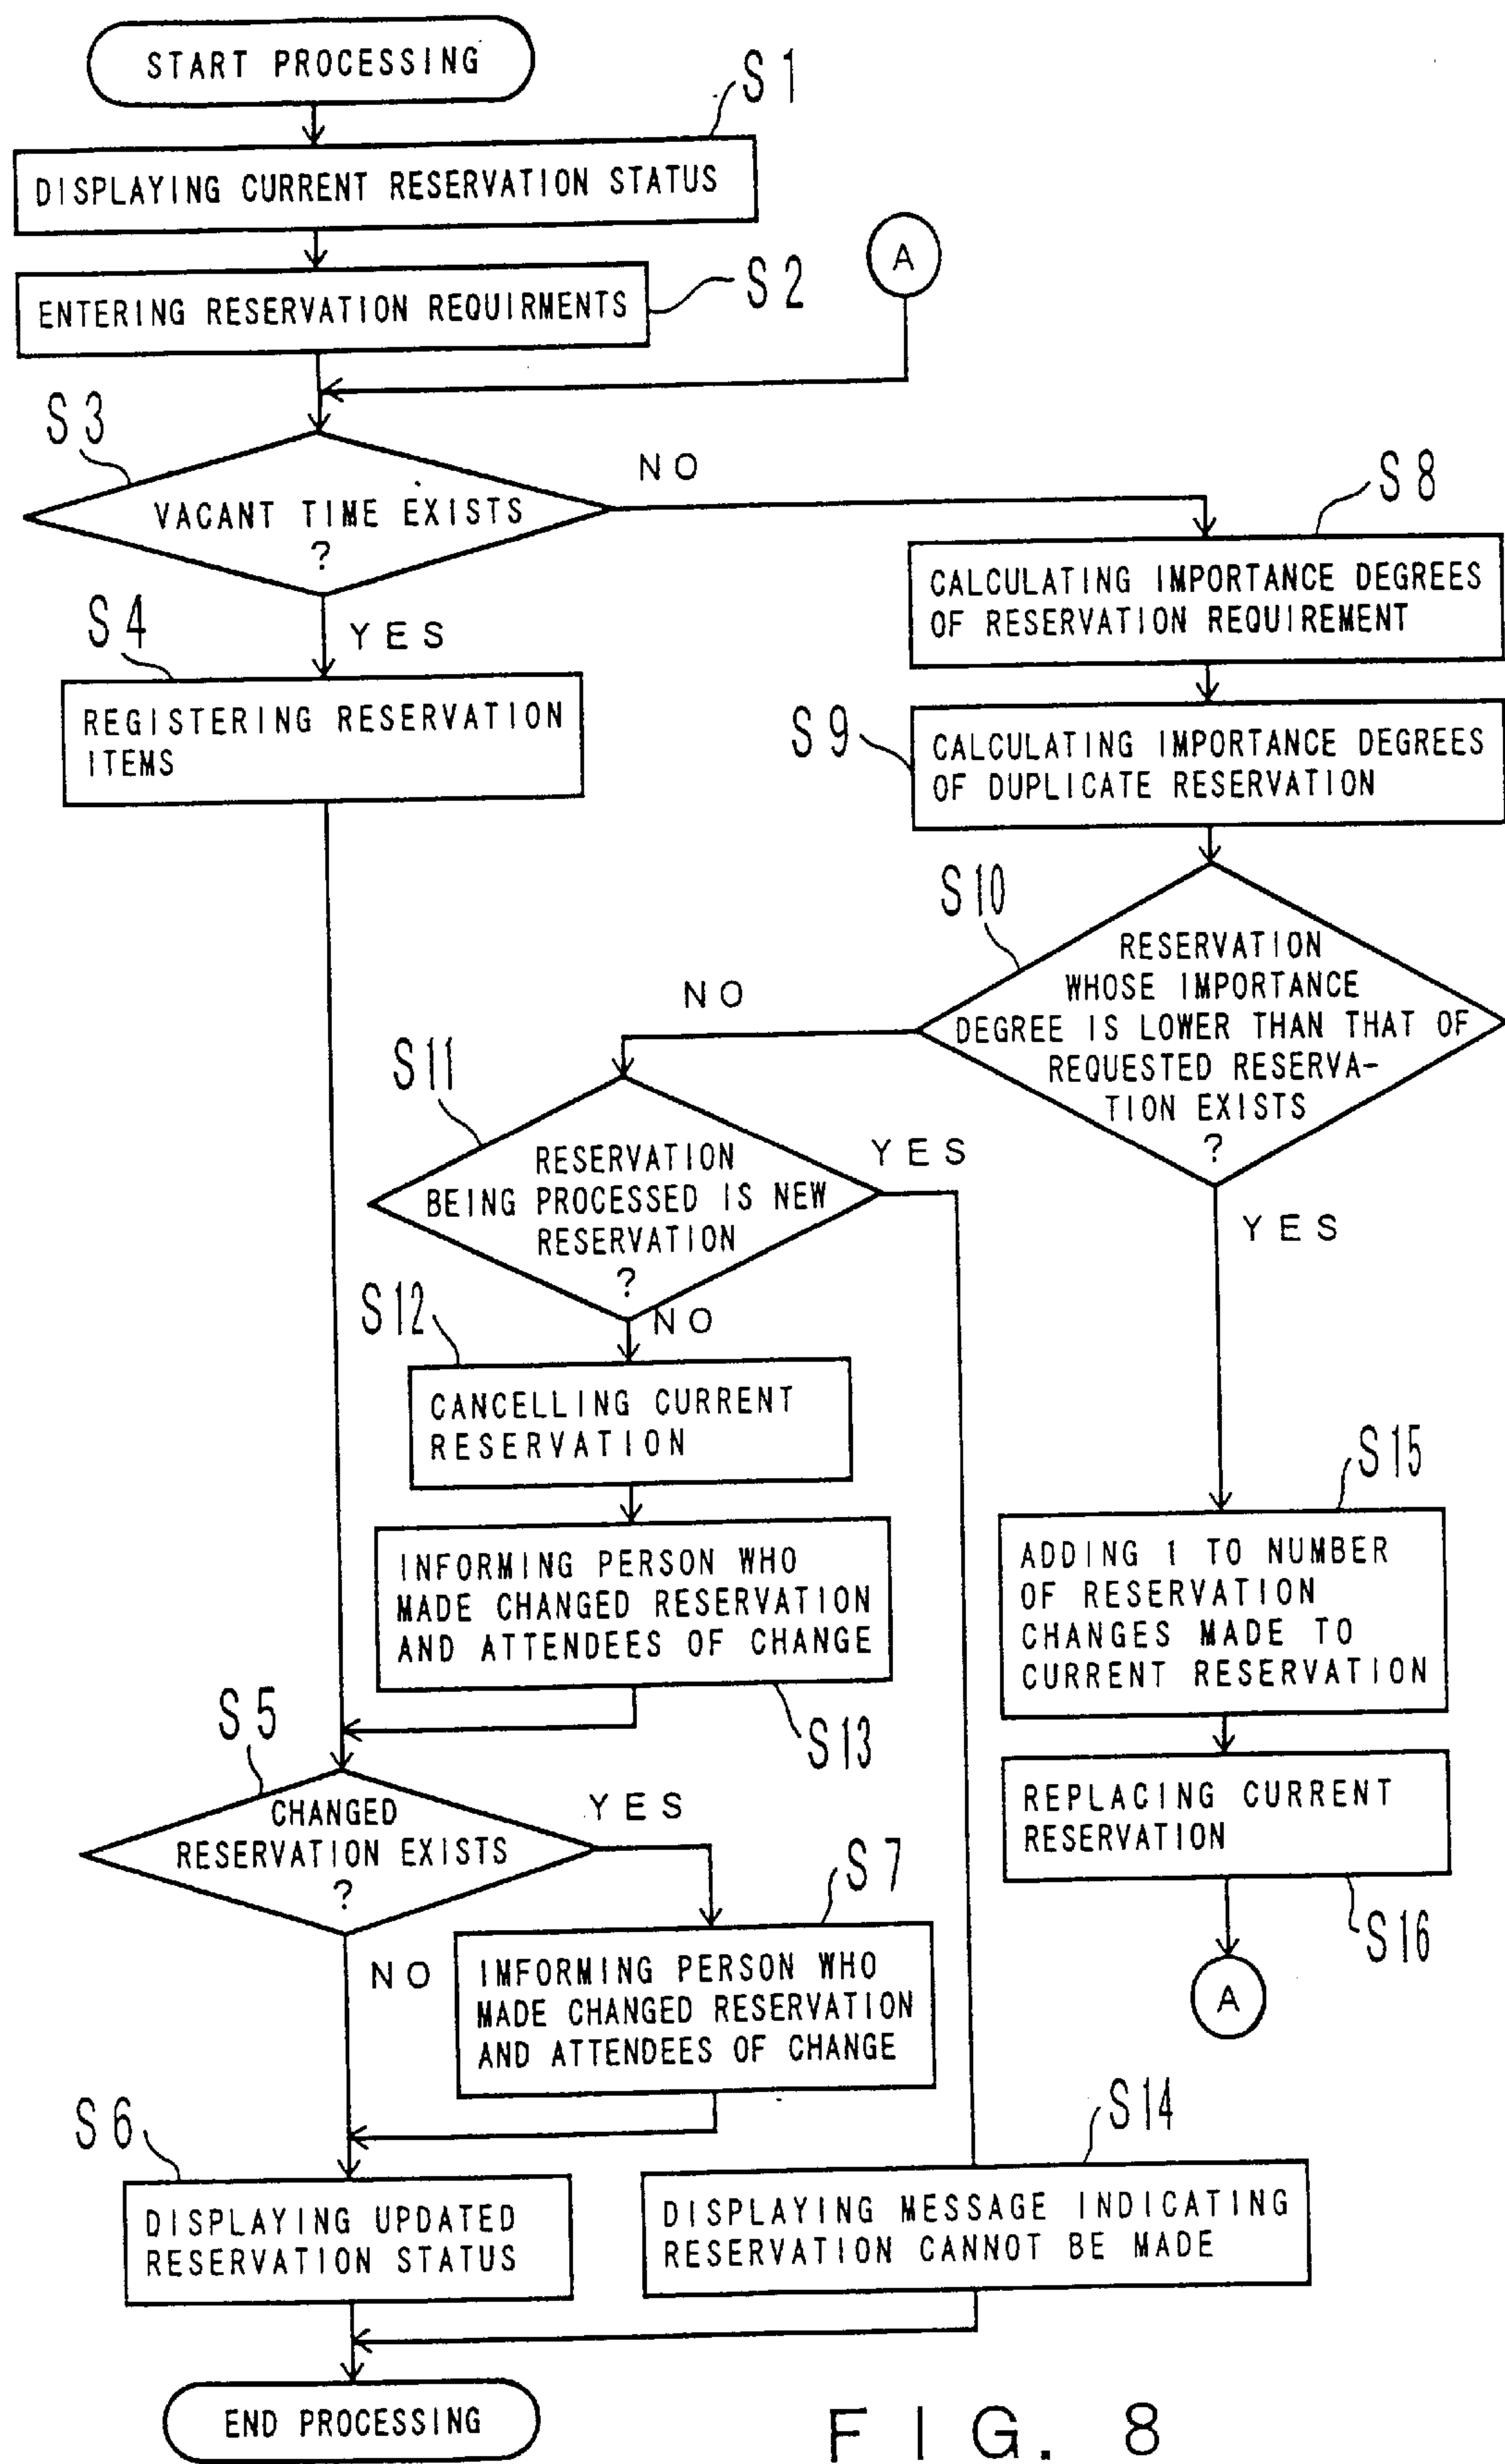 START PROCESSING
S1
DISPLAYING CURRENT RESERVATION STATUS
A
S2
ENTERING RESERVATION REQUIRMENTS
S3
NO
VACANT TIME EXISTS
?
S8
CALCULATING IMPORTANCE DEGREES
OF RESERVATION REQUIREMENT
S4
YES
REGISTERING RESERVATION
ITEMS
S9
CALCULATING IMPORTANCE DEGREES
OF DUPLICATE RESERVATION
S10
RESERVATION
WHOSE IMPORTANCE
DEGREE IS LOWER THAN THAT OF
REQUESTED RESERVA-
TION EXISTS
?
NO
YES
S11
RESERVATION
BEING PROCESSED IS NEW
RESERVATION
?
YES
NO
S12
CANCELLING CURRENT
RESERVATION
INFORMING PERSON WHO
MADE CHANGED RESERVATION
AND ATTENDEES OF CHANGE
S13
S15
ADDING 1 TO NUMBER
OF RESERVATION
CHANGES MADE TO
CURRENT RESERVATION
REPLACING CURRENT
RESERVATION
S16
A
S5
CHANGED
RESERVATION EXISTS
?
YES
NO
S7
IMFORMING PERSON WHO
MADE CHANGED RESERVATION
AND ATTENDEES OF CHANGE
S6
DISPLAYING UPDATED
RESERVATION STATUS
S14
DISPLAYING MESSAGE INDICATING
RESERVATION CANNOT BE MADE
END PROCESSING
FIG. 8